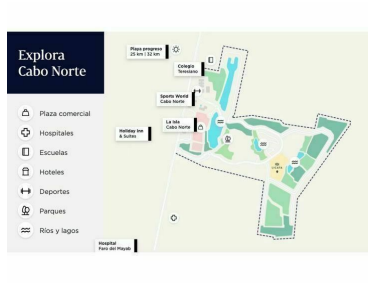 Explora
Cabo Norte
Plaza comercial
Hospitales
Escuelas
Hoteles
Deportes
Parques
Ríos y lagos
Playa progreso
25 km | 32 km
Colegio
Teresiano
Sports World
Cabo Norte
La Isla
Cabo Norte
Holiday Inn
& Suites
Hospital
Faro del Mayab